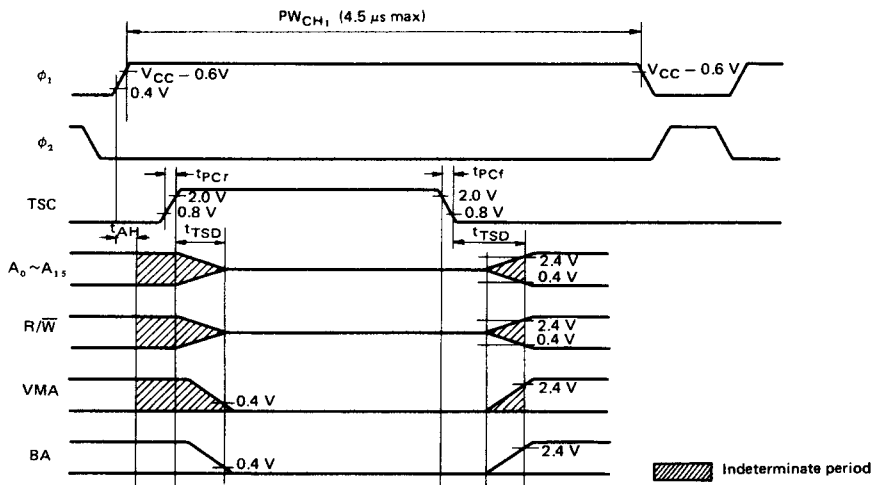 PW_CH1 (4.5 μs max)
φ₁
V_CC − 0.6V
0.4 V
V_CC − 0.6 V
φ₂
t_PCr
t_PCf
TSC
2.0 V
0.8 V
2.0 V
0.8 V
t_AH
t_TSD
t_TSD
A₀~A₁₅
2.4 V
0.4 V
R/W̅
2.4 V
0.4 V
VMA
0.4 V
2.4 V
BA
0.4 V
2.4 V
Indeterminate period